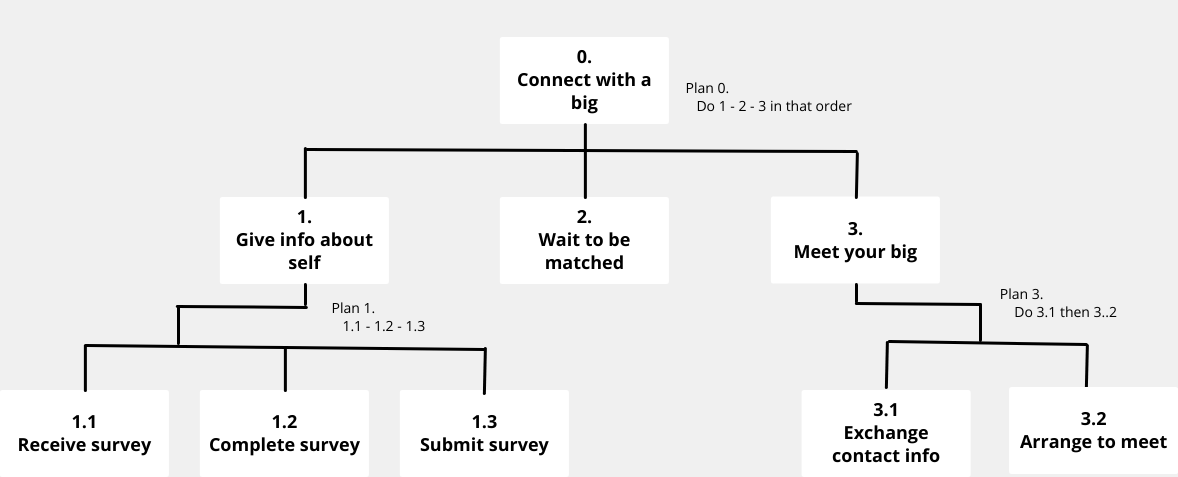 0.
Connect with a
big
Plan 0.
Do 1 - 2 - 3 in that order
1.
Give info about
self
2.
Wait to be
matched
3.
Meet your big
Plan 1.
1.1 - 1.2 - 1.3
Plan 3.
Do 3.1 then 3..2
1.1
Receive survey
1.2
Complete survey
1.3
Submit survey
3.1
Exchange
contact info
3.2
Arrange to meet